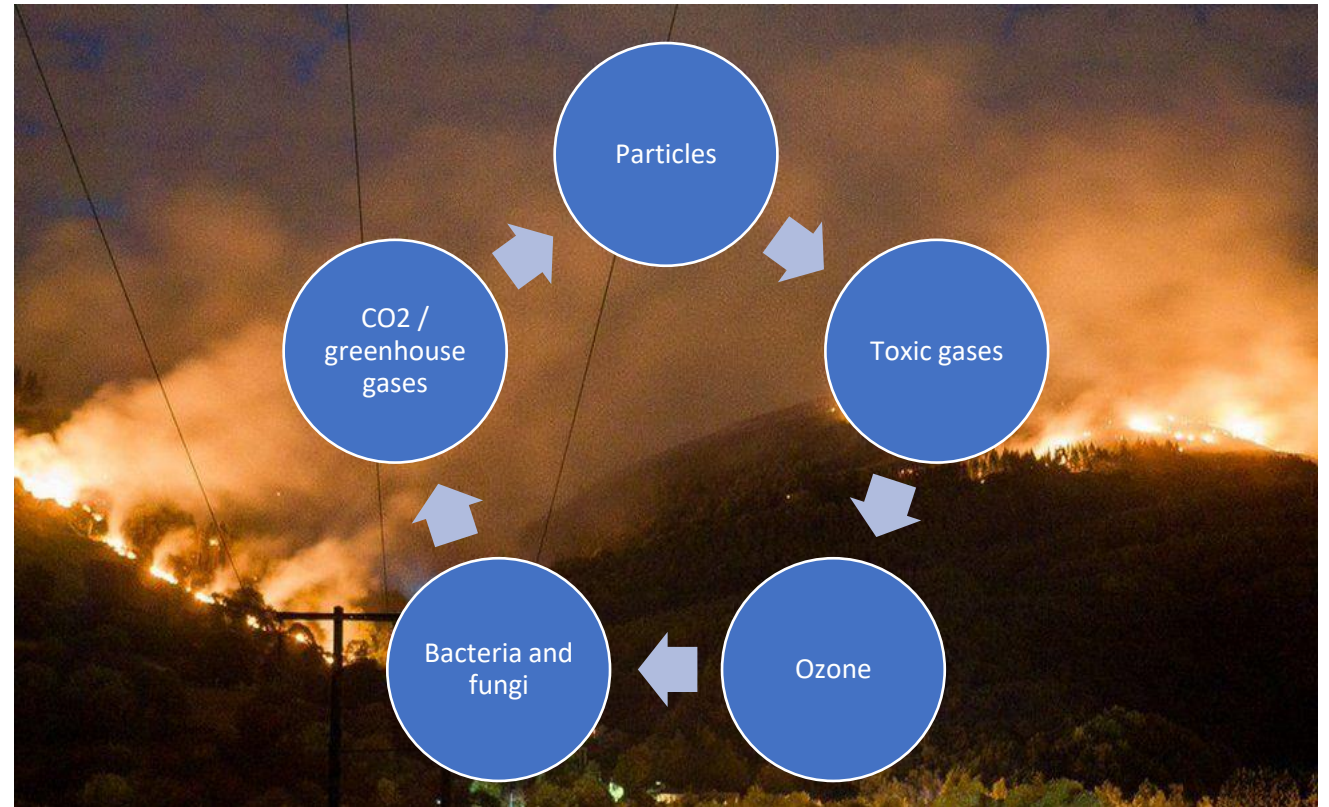 Particles
Toxic gases
Ozone
Bacteria and
fungi
CO2 /
greenhouse
gases